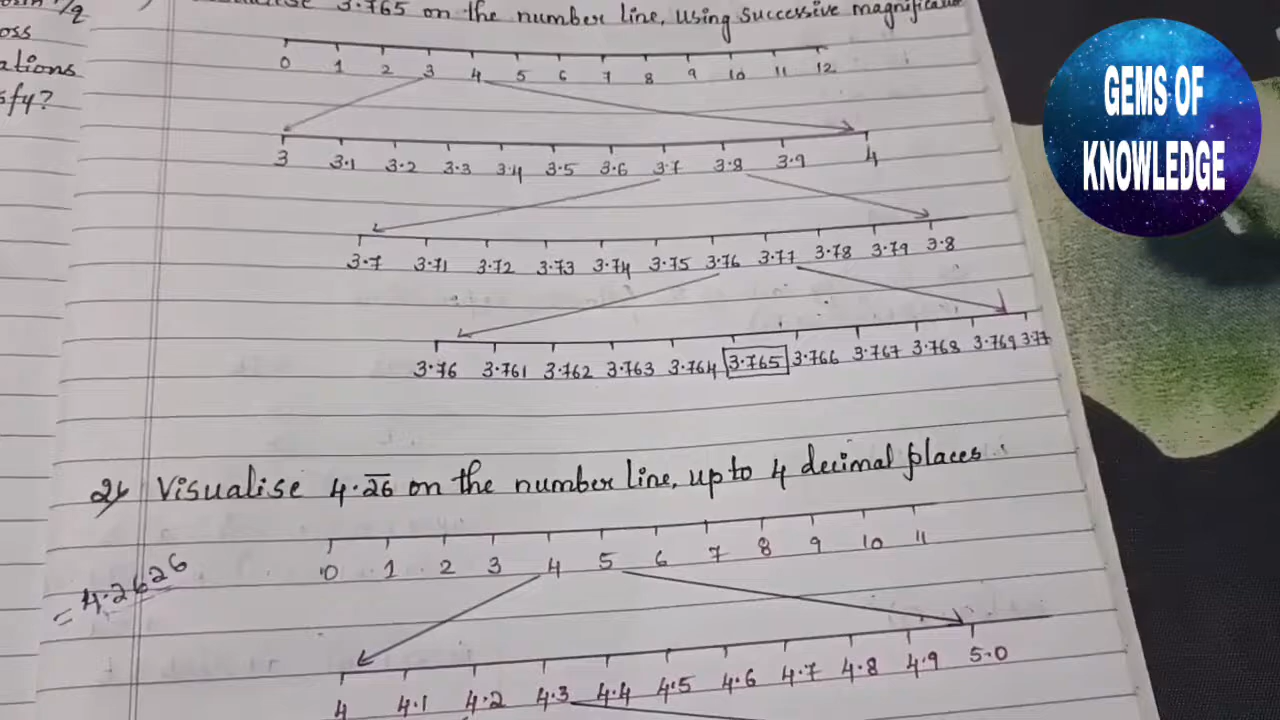 3.765 on the number line, using successive
0 1 2 3 4 5 6 7 8 9 10 11 12
3 3.1 3.2 3.3 3.4 3.5 3.6 3.7 3.8 3.9 4
3.7 3.71 3.72 3.73 3.74 3.75 3.76 3.77 3.78 3.79 3.8
3.76 3.761 3.762 3.763 3.764 3.765 3.766 3.767 3.768 3.769 3.77
2) Visualise 4.2̅6̅ on the number line, up to 4 decimal places.
0 1 2 3 4 5 6 7 8 9 10 11
= 4.2626
4 4.1 4.2 4.3 4.4 4.5 4.6 4.7 4.8 4.9 5.0
GEMS OF
KNOWLEDGE